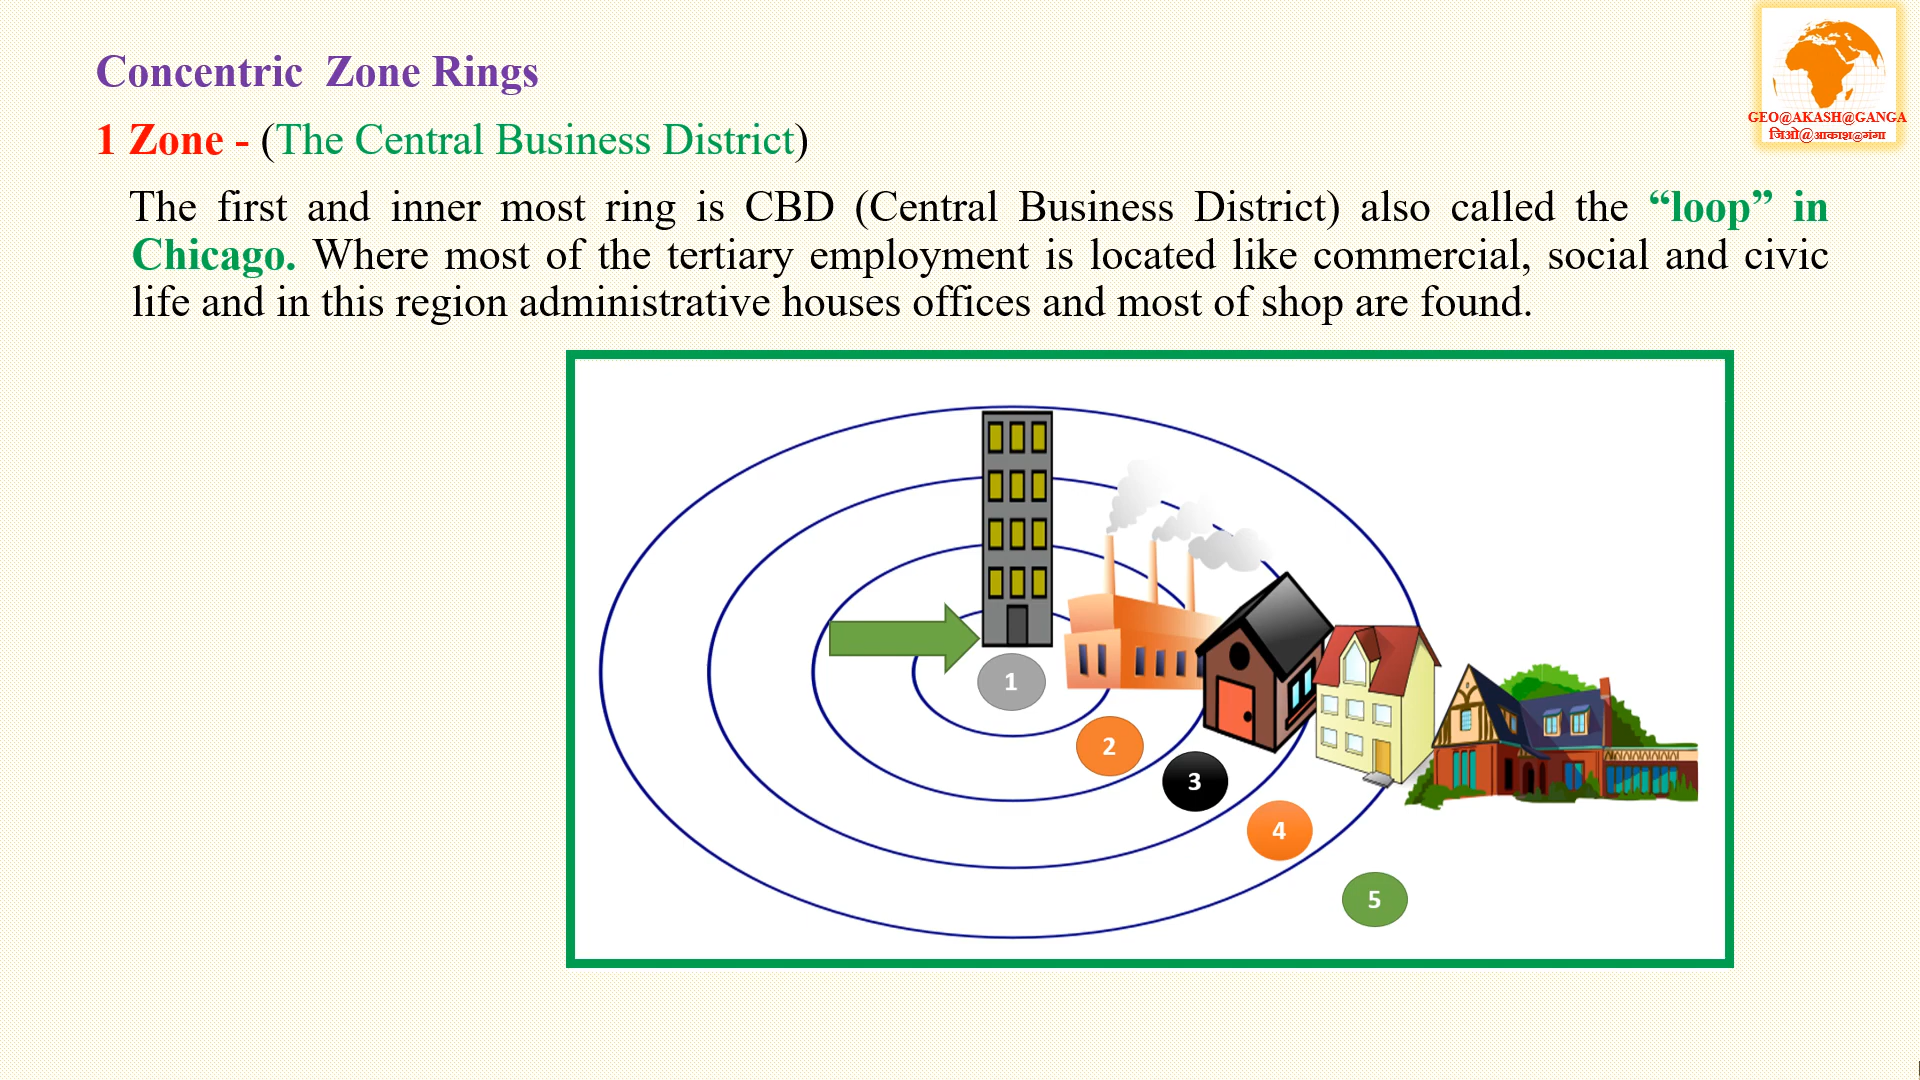 Concentric Zone Rings
GEO@AKASH@GANGA
जिओ@आकाश@गंगा
1 Zone - (The Central Business District)
The first and inner most ring is CBD (Central Business District) also called the “loop” in
Chicago. Where most of the tertiary employment is located like commercial, social and civic
life and in this region administrative houses offices and most of shop are found.
1
2
3
4
5